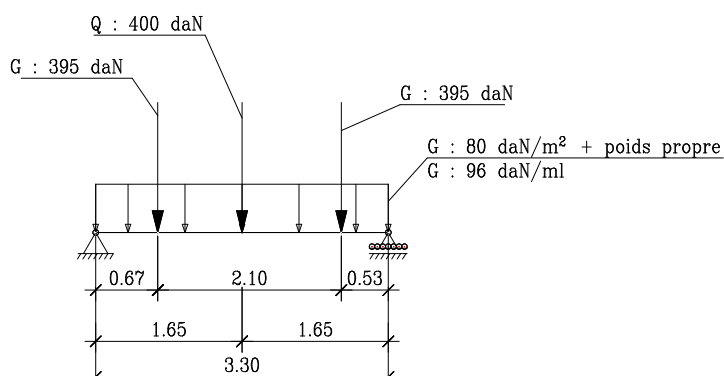 Q : 400 daN
G : 395 daN
G : 395 daN
G : 80 daN/m² + poids propre
G : 96 daN/ml
0.67
2.10
0.53
1.65
1.65
3.30